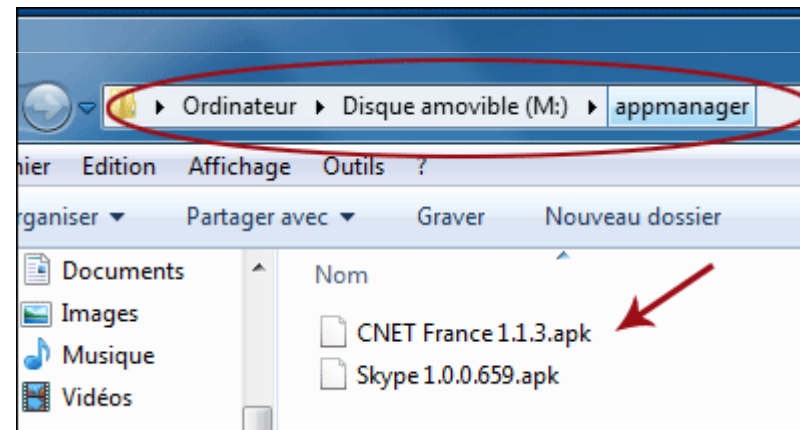 Ordinateur Disque amovible (M:) appmanager
hier Edition Affichage Outils ?
rganiser Partager avec Graver Nouveau dossier
Documents
Images
Musique
Vidéos
Nom
CNET France 1.1.3.apk
Skype 1.0.0.659.apk